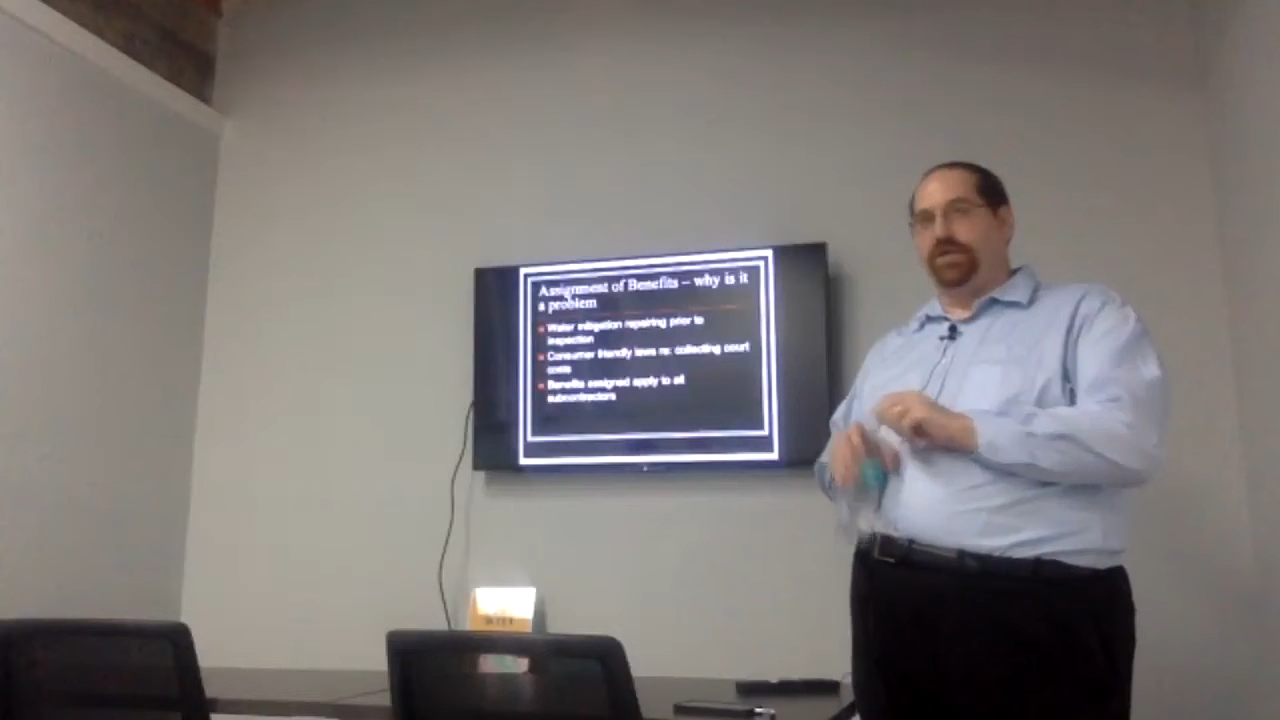 Assignment of Benefits – why is it
a problem
Water mitigation repairing prior to
inspection
Consumer friendly laws re: collecting court
costs
Benefits assigned apply to all
subcontractors